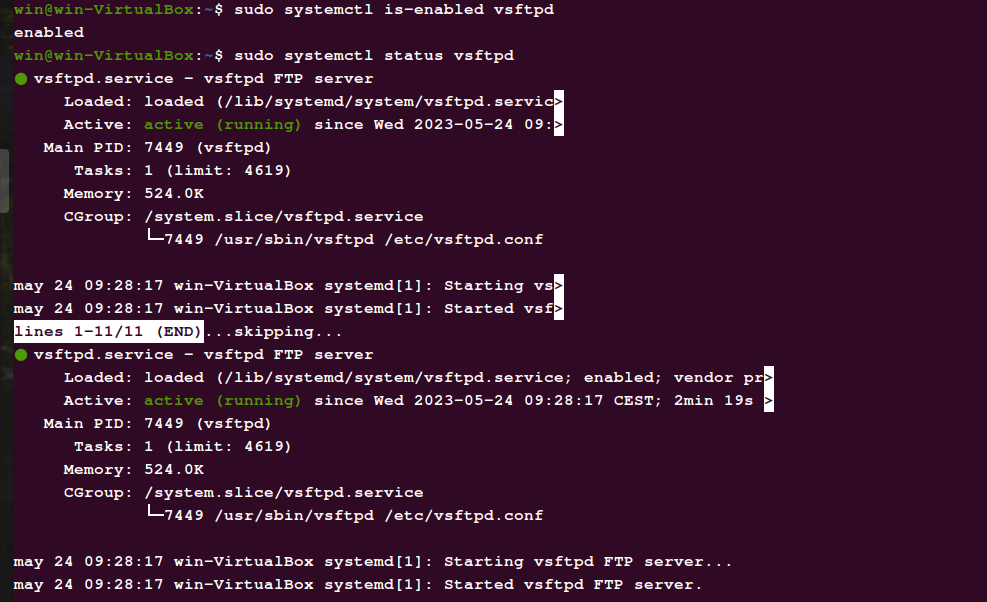 win@win-VirtualBox:~$ sudo systemctl is-enabled vsftpd
enabled
win@win-VirtualBox:~$ sudo systemctl status vsftpd
● vsftpd.service - vsftpd FTP server
     Loaded: loaded (/lib/systemd/system/vsftpd.servic>
     Active: active (running) since Wed 2023-05-24 09:>
   Main PID: 7449 (vsftpd)
      Tasks: 1 (limit: 4619)
     Memory: 524.0K
     CGroup: /system.slice/vsftpd.service
             └─7449 /usr/sbin/vsftpd /etc/vsftpd.conf

may 24 09:28:17 win-VirtualBox systemd[1]: Starting vs>
may 24 09:28:17 win-VirtualBox systemd[1]: Started vsf>
lines 1-11/11 (END)...skipping...
● vsftpd.service - vsftpd FTP server
     Loaded: loaded (/lib/systemd/system/vsftpd.service; enabled; vendor pr>
     Active: active (running) since Wed 2023-05-24 09:28:17 CEST; 2min 19s >
   Main PID: 7449 (vsftpd)
      Tasks: 1 (limit: 4619)
     Memory: 524.0K
     CGroup: /system.slice/vsftpd.service
             └─7449 /usr/sbin/vsftpd /etc/vsftpd.conf

may 24 09:28:17 win-VirtualBox systemd[1]: Starting vsftpd FTP server...
may 24 09:28:17 win-VirtualBox systemd[1]: Started vsftpd FTP server.